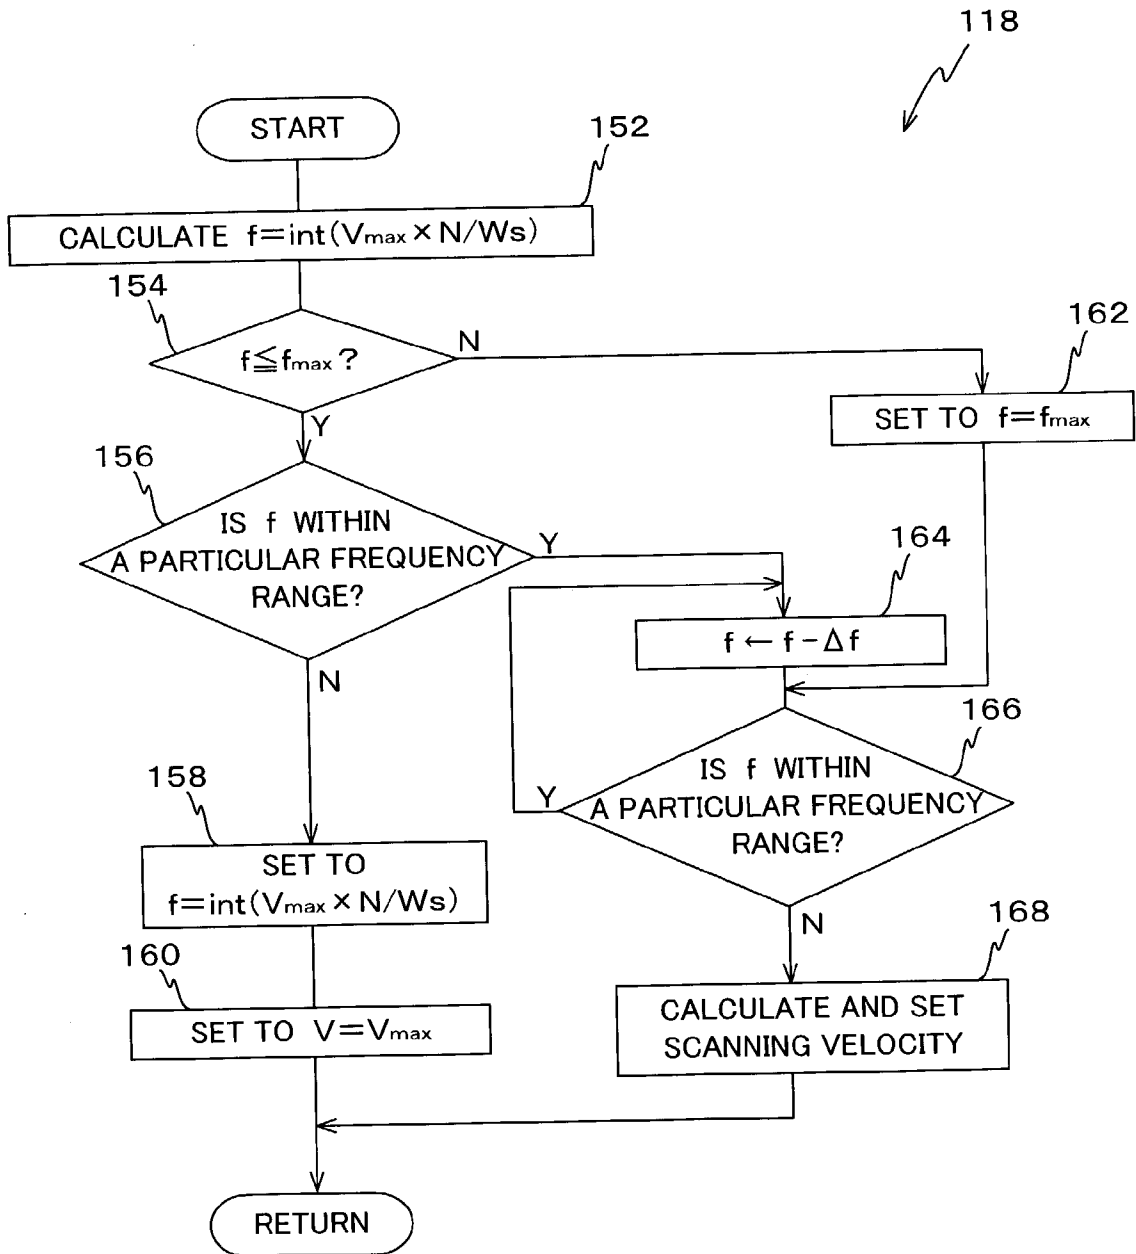 118
START
152
CALCULATE f=int(Vmax×N/Ws)
154
f≦fmax?
N
162
Y
SET TO f=fmax
156
IS f WITHIN
A PARTICULAR FREQUENCY
RANGE?
Y
164
f←f-Δf
N
166
IS f WITHIN
A PARTICULAR FREQUENCY
RANGE?
Y
158
SET TO
f=int(Vmax×N/Ws)
N
168
160
SET TO V=Vmax
CALCULATE AND SET
SCANNING VELOCITY
RETURN